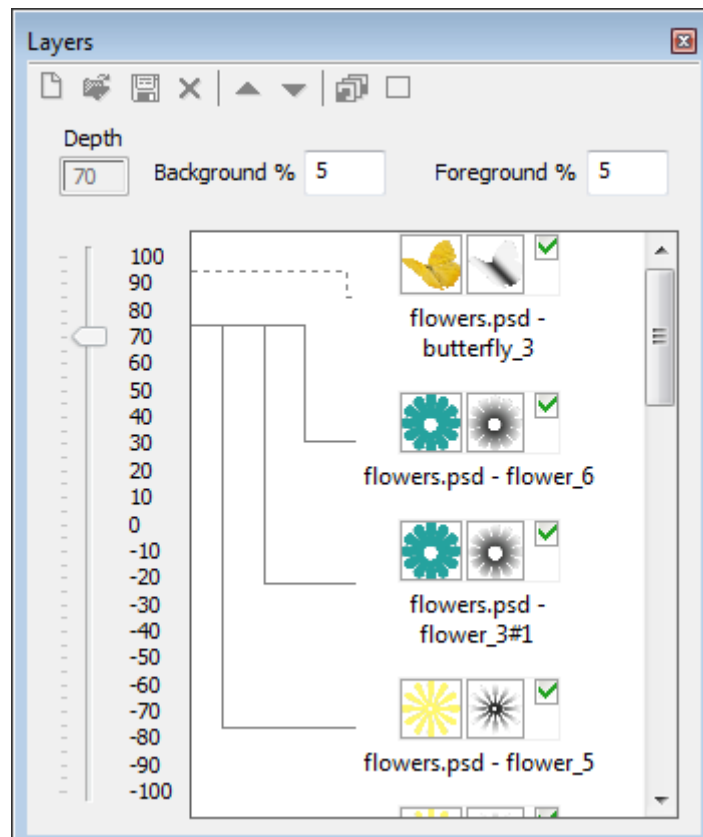 Layers
Depth
70
Background %
5
Foreground %
5
100
90
80
70
60
50
40
30
20
10
0
-10
-20
-30
-40
-50
-60
-70
-80
-90
-100
flowers.psd -
butterfly_3
flowers.psd - flower_6
flowers.psd -
flower_3#1
flowers.psd - flower_5